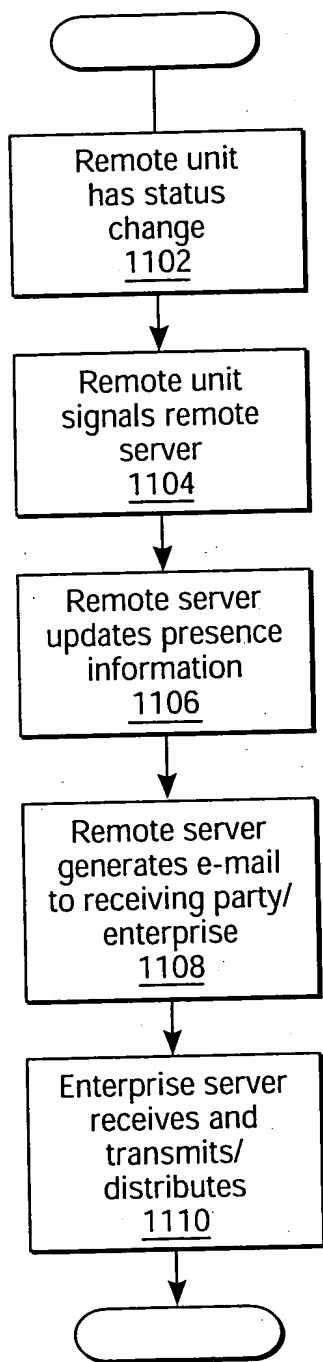 Remote unit
has status
change
1102
Remote unit
signals remote
server
1104
Remote server
updates presence
information
1106
Remote server
generates e-mail
to receiving party/
enterprise
1108
Enterprise server
receives and
transmits/
distributes
1110